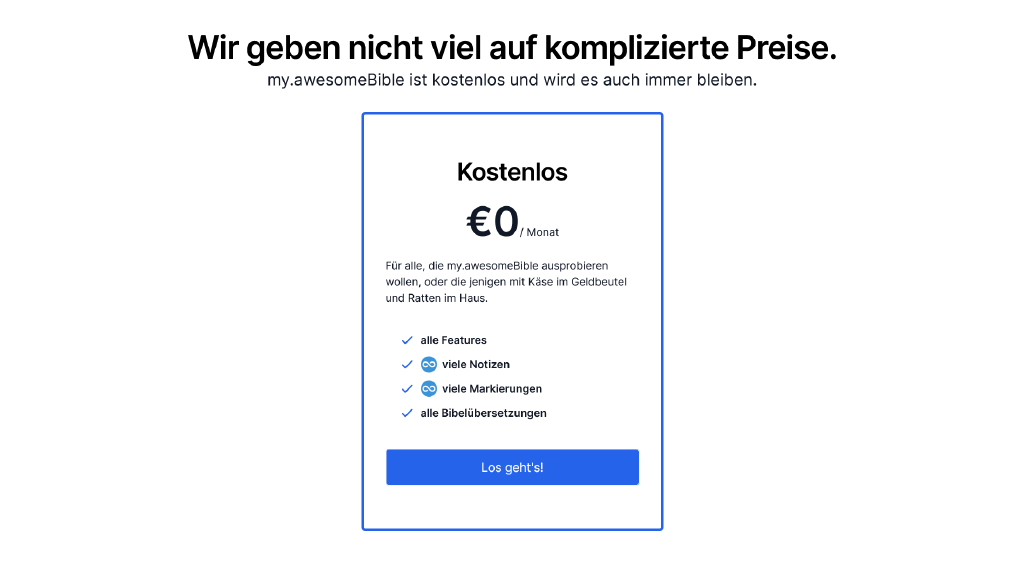 Wir geben nicht viel auf komplizierte Preise.
my.awesomeBible ist kostenlos und wird es auch immer bleiben.
Kostenlos
€0/ Monat
Für alle, die my.awesomeBible ausprobieren
wollen, oder die jenigen mit Käse im Geldbeutel
und Ratten im Haus.
alle Features
♾️ viele Notizen
♾️ viele Markierungen
alle Bibelübersetzungen
Los geht's!